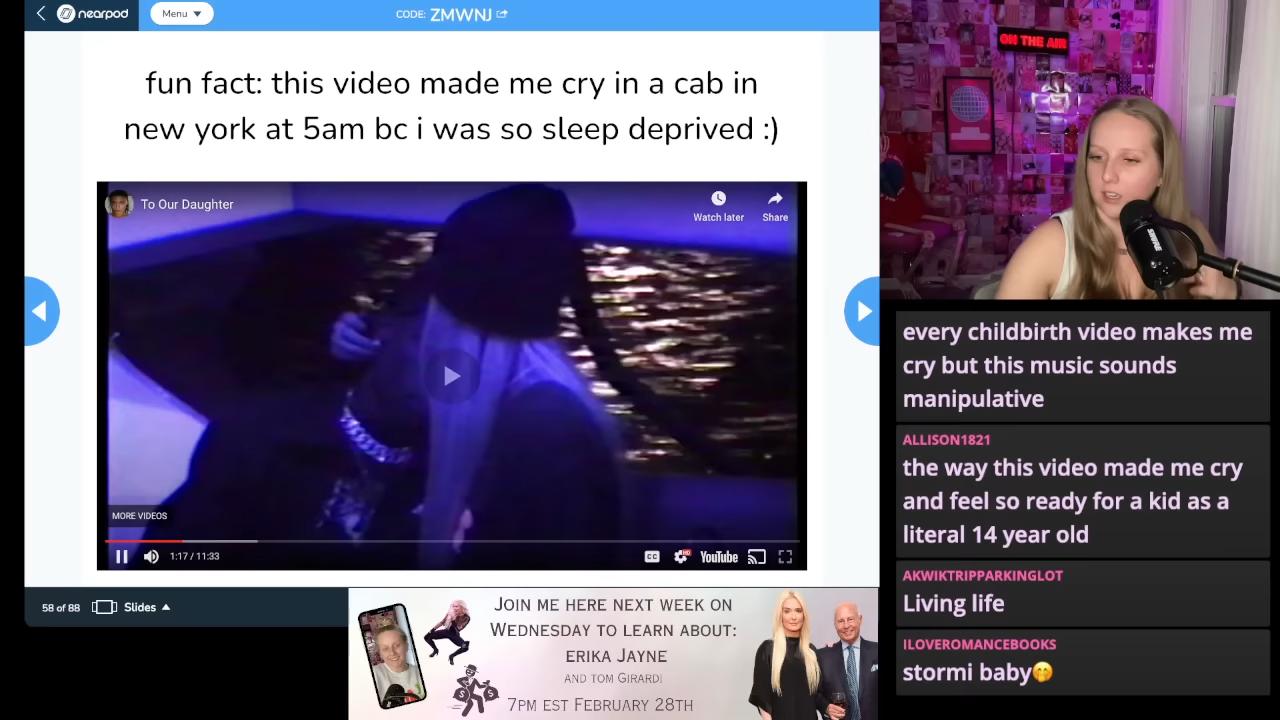 nearpod
Menu
CODE: ZMWNJ
fun fact: this video made me cry in a cab in
new york at 5am bc i was so sleep deprived :)
To Our Daughter
Watch later
Share
MORE VIDEOS
1:17 / 11:33
CC
HD
YouTube
58 of 88
Slides
JOIN ME HERE NEXT WEEK ON
WEDNESDAY TO LEARN ABOUT:
ERIKA JAYNE
AND TOM GIRARDI
7PM EST FEBRUARY 28TH
ON THE AIR
SHURE
every childbirth video makes me
cry but this music sounds
manipulative
ALLISON1821
the way this video made me cry
and feel so ready for a kid as a
literal 14 year old
AKWIKTRIPPARKINGLOT
Living life
ILOVEROMANCEBOOKS
stormi baby🤭